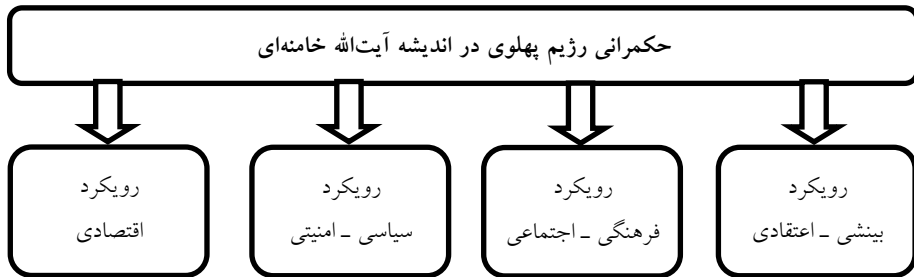 حکمرانی رژیم پهلوی در اندیشه آیت‌الله خامنه‌ای
رویکرد
بینشی ـ اعتقادی
رویکرد
فرهنگی ـ اجتماعی
رویکرد
سیاسی ـ امنیتی
رویکرد
اقتصادی